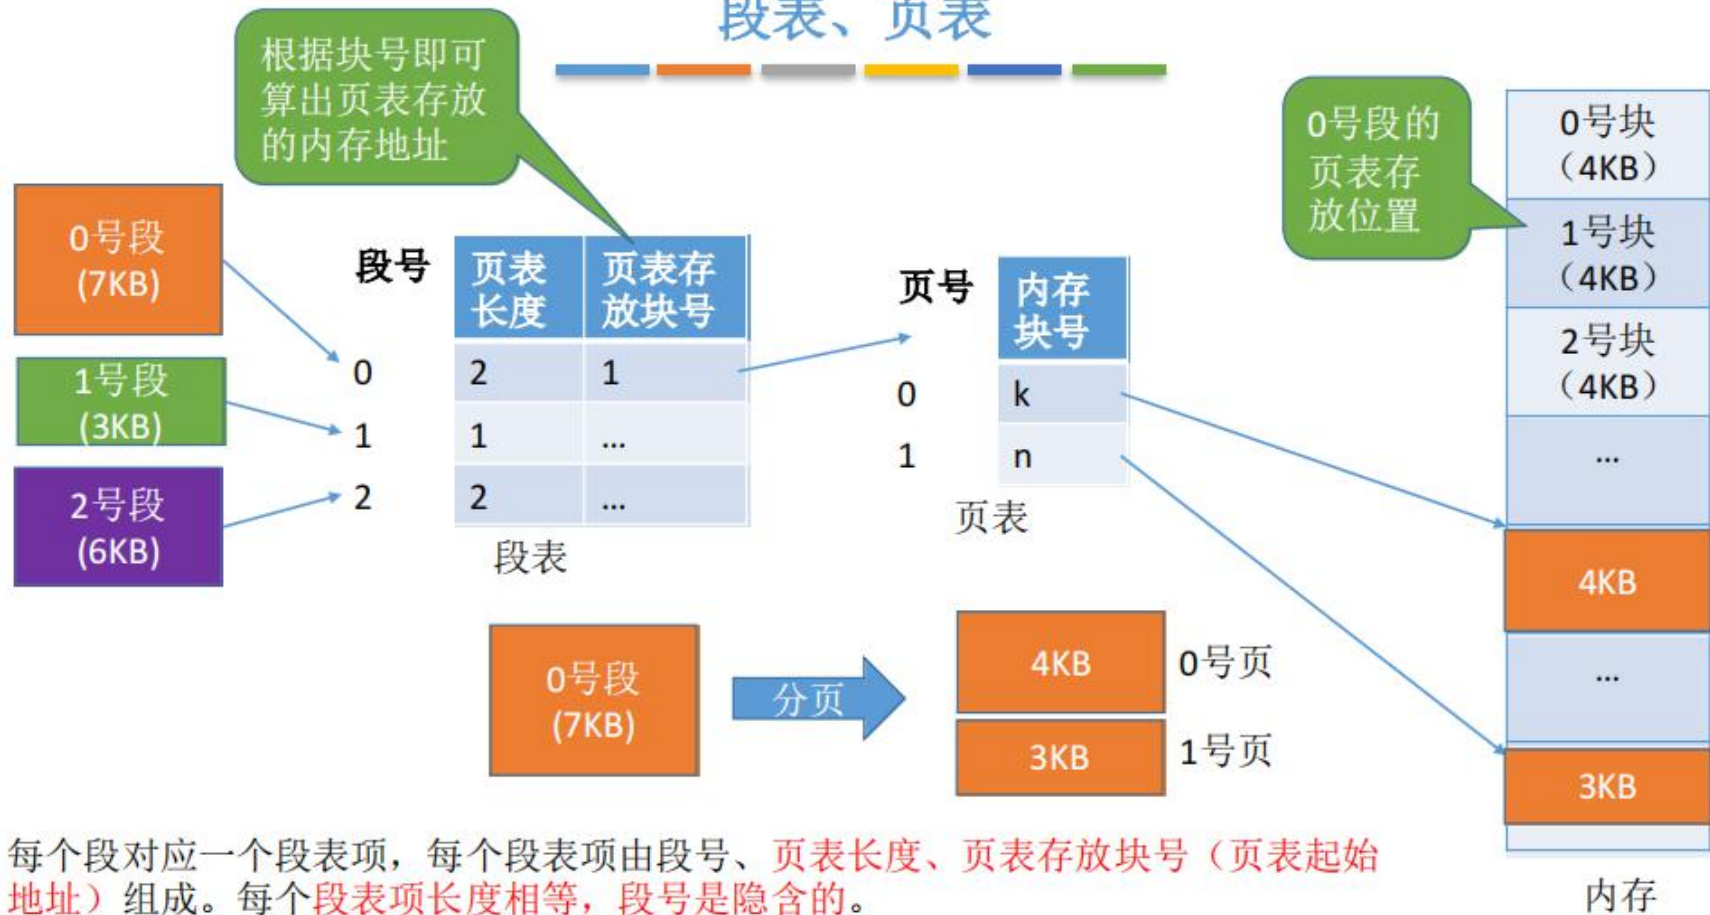 段表、页表
根据块号即可
算出页表存放
的内存地址
0号段
(7KB)
1号段
(3KB)
2号段
(6KB)
段号
页表
长度
页表存
放块号
0
2
1
1
1
...
2
2
...
段表
页号
内存
块号
0
k
1
n
页表
0号段的
页表存
放位置
0号块
（4KB）
1号块
（4KB）
2号块
（4KB）
...
4KB
...
3KB
内存
0号段
(7KB)
分页
4KB
0号页
3KB
1号页
每个段对应一个段表项，每个段表项由段号、页表长度、页表存放块号（页表起始
地址）组成。每个段表项长度相等，段号是隐含的。